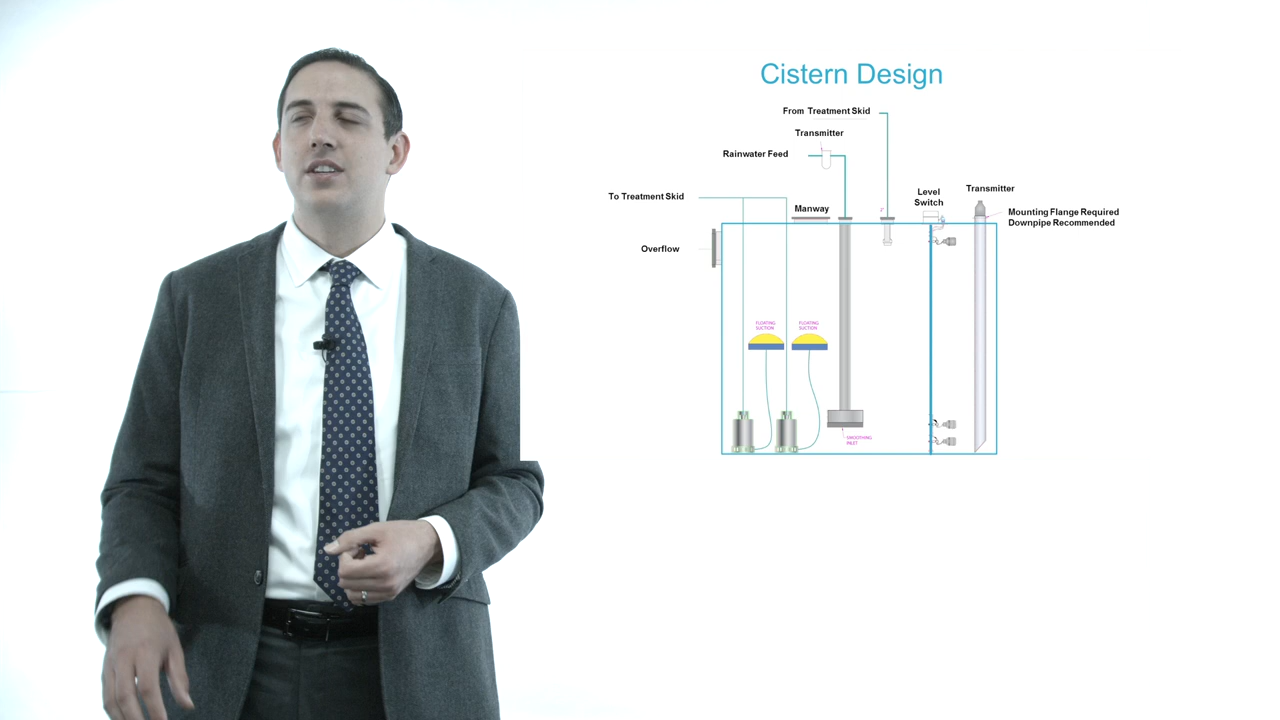 Cistern Design
From Treatment Skid
Transmitter
Rainwater Feed
To Treatment Skid
Manway
Level
Switch
Transmitter
Mounting Flange Required
Downpipe Recommended
Overflow
FLOATING
SUCTION
FLOATING
SUCTION
SMOOTHING
INLET